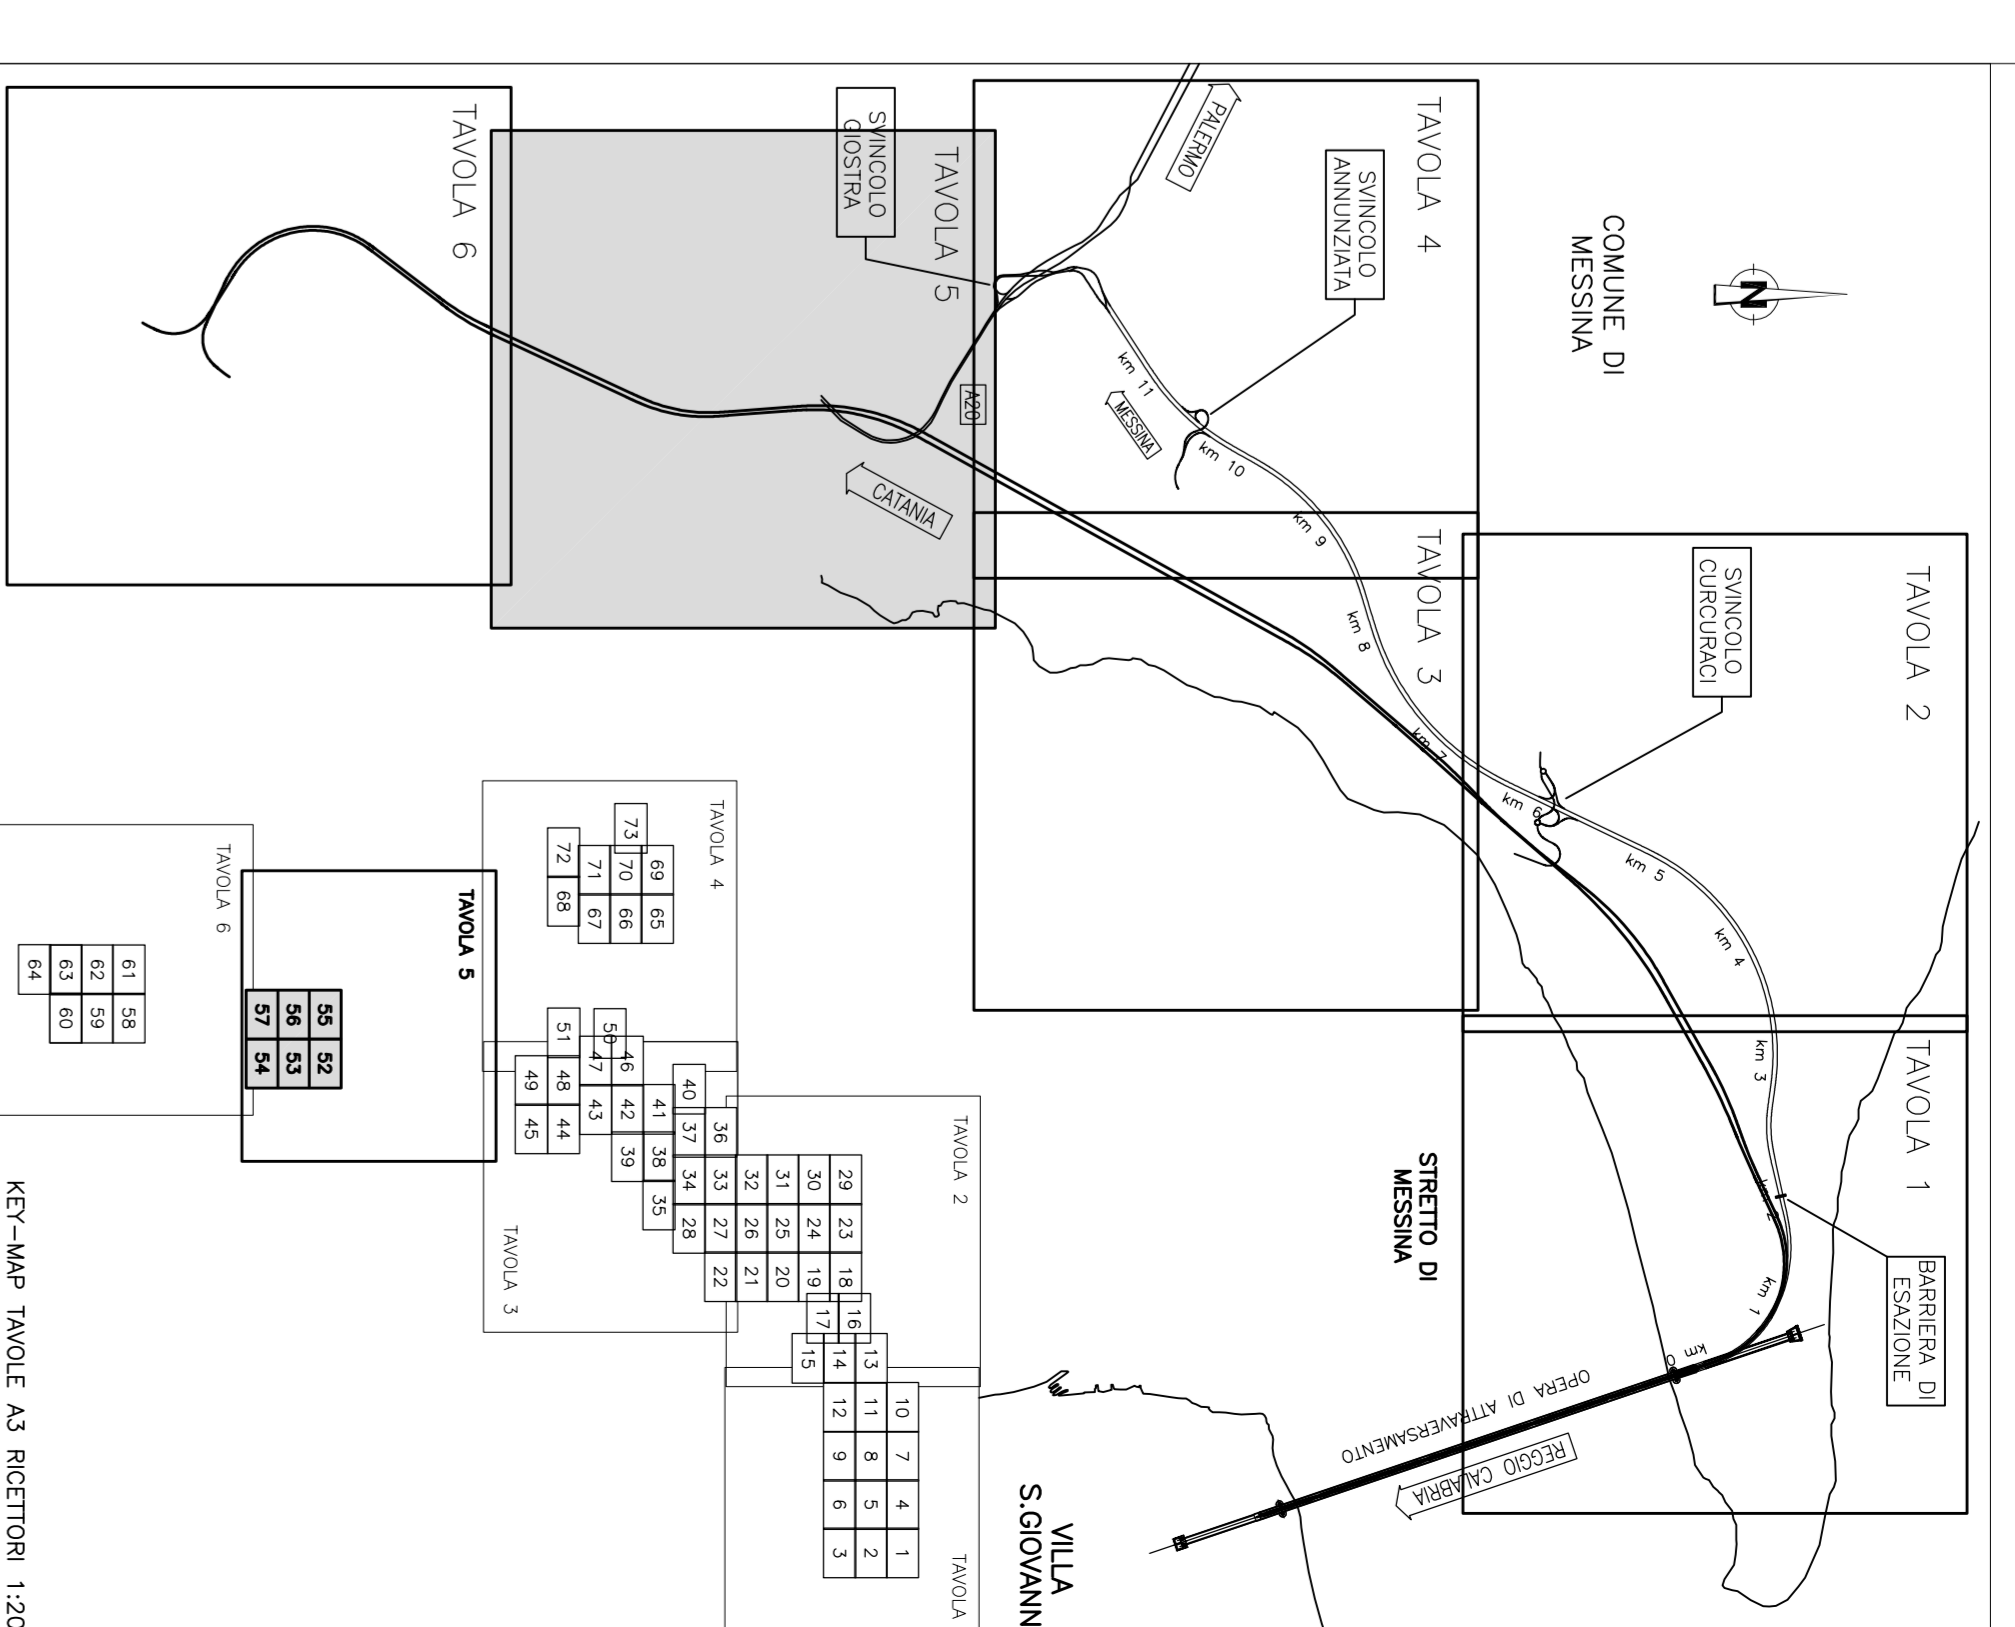 COMUNE DI
MESSINA
N
TAVOLA 2
SVINCOLO
CURCURACI
TAVOLA 1
BARRIERA DI
ESAZIONE
TAVOLA 4
SVINCOLO
ANNUNZIATA
PALERMO
MESSINA
TAVOLA 3
km 11
km 10
km 9
km 8
km 7
km 6
km 5
km 4
km 3
km 2
km 1
km 0
OPERA DI ATTRAVERSAMENTO
REGGIO CALABRIA
STRETTO DI
MESSINA
VILLA
S.GIOVANN
TAVOLA 5
SVINCOLO
GIOSTRA
A20
CATANIA
TAVOLA 6
TAVOLA 2
29 23 18
30 24 19
31 25 20
32 26 21
36 33 27 22
40 37 34 28
16
17
TAVOLA
13
14
15
10 7 4 1
11 8 5 2
12 9 6 3
TAVOLA 4
69 65
73 70 66
71 67
72 68
TAVOLA 3
41 38 35
46 42 39
50
47 43
51 48 44
49 45
TAVOLA 5
55 52
56 53
57 54
TAVOLA 6
61 58
62 59
63 60
64
KEY-MAP TAVOLE A3 RICETTORI 1:20